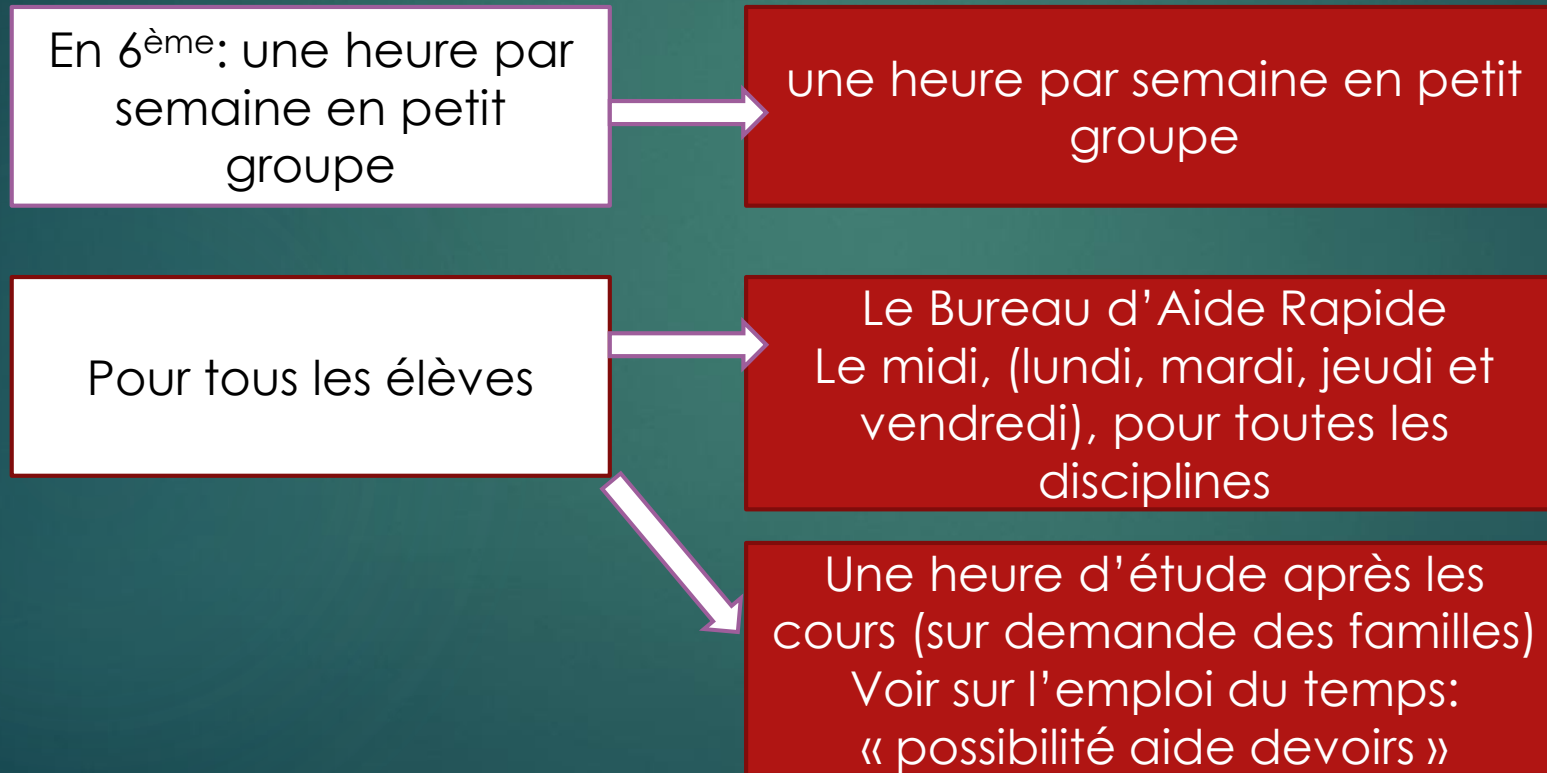 En 6ème: une heure par
semaine en petit
groupe
une heure par semaine en petit
groupe
Pour tous les élèves
Le Bureau d’Aide Rapide
Le midi, (lundi, mardi, jeudi et
vendredi), pour toutes les
disciplines
Une heure d’étude après les
cours (sur demande des familles)
Voir sur l’emploi du temps:
« possibilité aide devoirs »